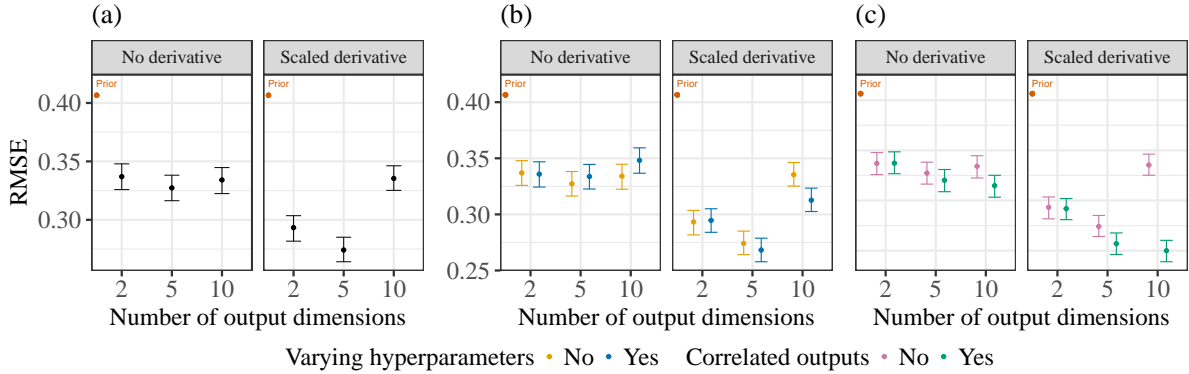 (a)
(b)
(c)
No derivative
Scaled derivative
No derivative
Scaled derivative
No derivative
Scaled derivative
Prior
Prior
Prior
Prior
Prior
Prior
RMSE
0.40
0.35
0.30
0.40
0.35
0.30
0.25
2 5 10
2 5 10
2 5 10
2 5 10
2 5 10
2 5 10
Number of output dimensions
Number of output dimensions
Number of output dimensions
Varying hyperparameters No Yes Correlated outputs No Yes